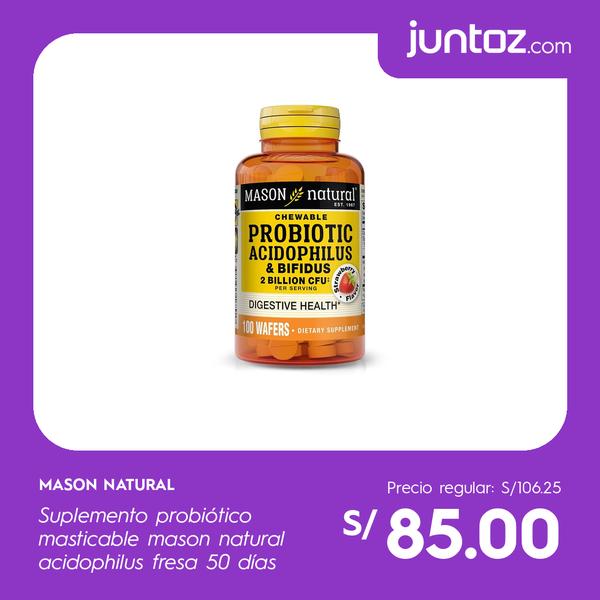 juntoz.com
MASON natural
EST. 1967
CHEWABLE
PROBIOTIC
ACIDOPHILUS
& BIFIDUS
2 BILLION CFU‡
PER SERVING
Strawberry
Flavor
DIGESTIVE HEALTH*
100 WAFERS • DIETARY SUPPLEMENT
MASON NATURAL
Suplemento probiótico
masticable mason natural
acidophilus fresa 50 días
Precio regular: S/106.25
S/ 85.00